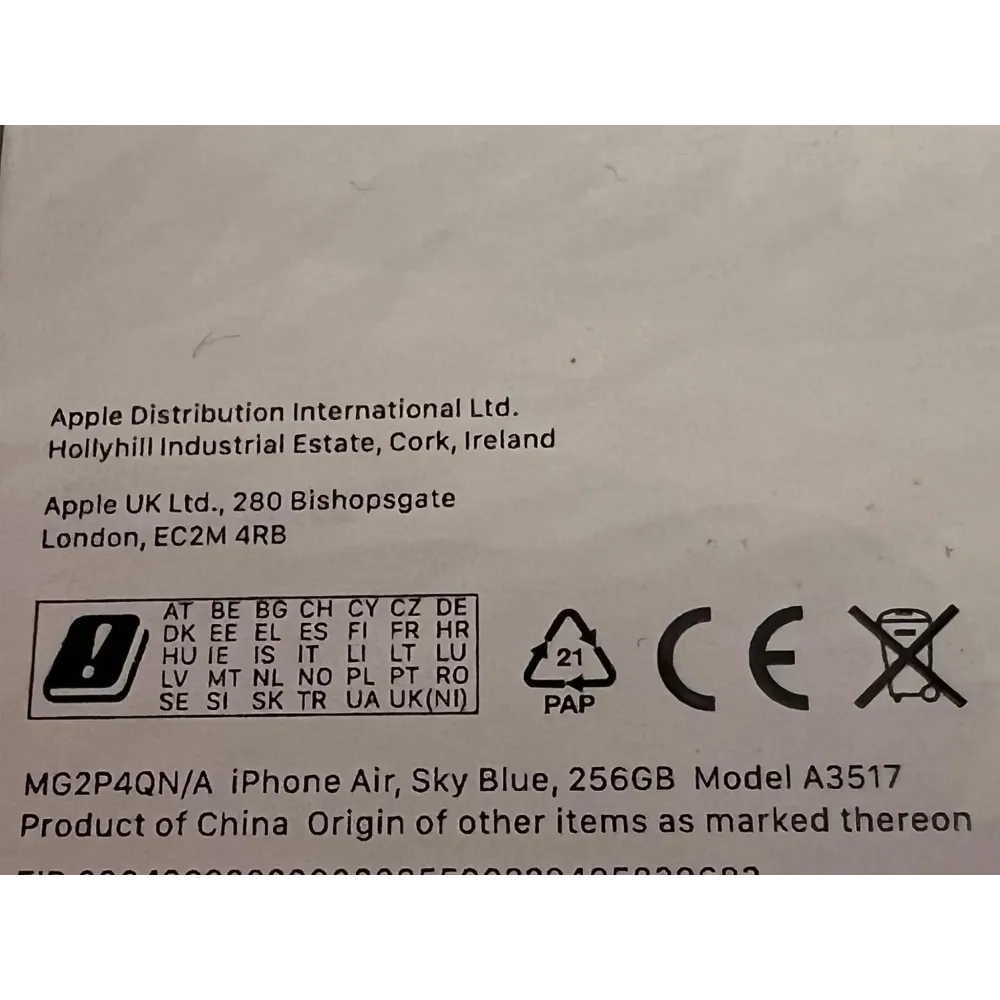 Apple Distribution International Ltd.
Hollyhill Industrial Estate, Cork, Ireland
Apple UK Ltd., 280 Bishopsgate
London, EC2M 4RB
AT BE BG CH CY CZ DE
DK EE EL ES FI FR HR
HU IE IS IT LI LT LU
LV MT NL NO PL PT RO
SE SI SK TR UA UK(NI)
21
PAP
CE
MG2P4QN/A iPhone Air, Sky Blue, 256GB Model A3517
Product of China Origin of other items as marked thereon